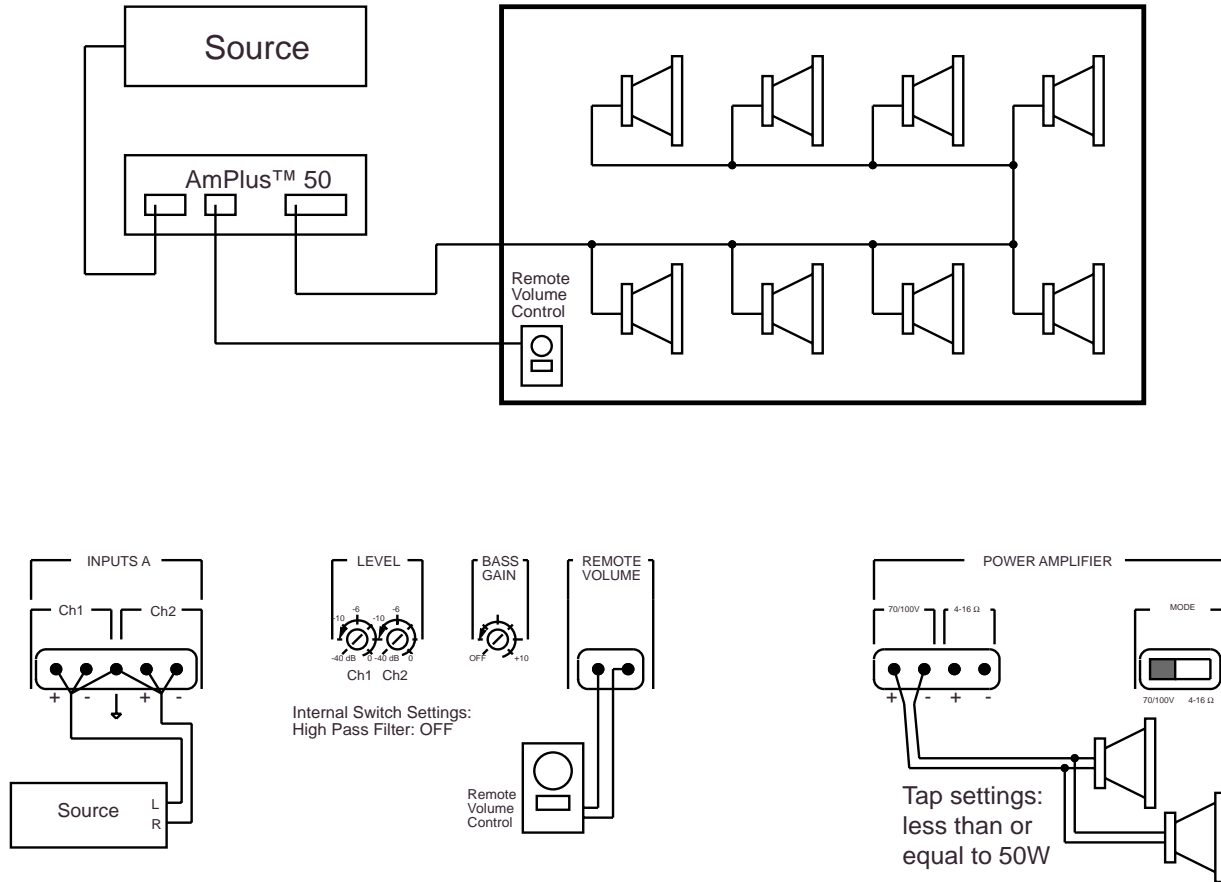 Source
AmPlus™ 50
Remote
Volume
Control
INPUTS A
Ch1 Ch2
+ - + -
Source
L
R
LEVEL
-10 -6 -10 -6
-40 dB 0 -40 dB 0
Ch1 Ch2
Internal Switch Settings:
High Pass Filter: OFF
BASS
GAIN
OFF +10
REMOTE
VOLUME
Remote
Volume
Control
POWER AMPLIFIER
70/100V 4-16 Ω
+ - + -
MODE
70/100V 4-16 Ω
Tap settings:
less than or
equal to 50W